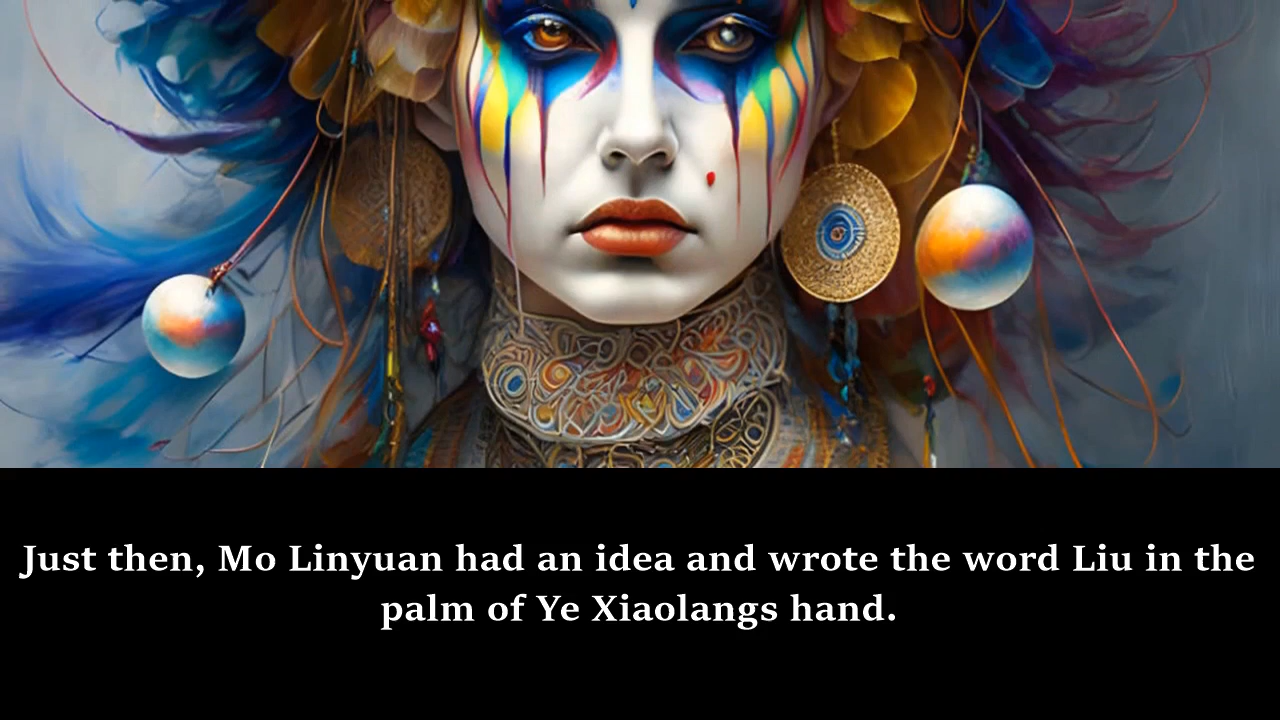 Just then, Mo Linyuan had an idea and wrote the word Liu in the
palm of Ye Xiaolangs hand.